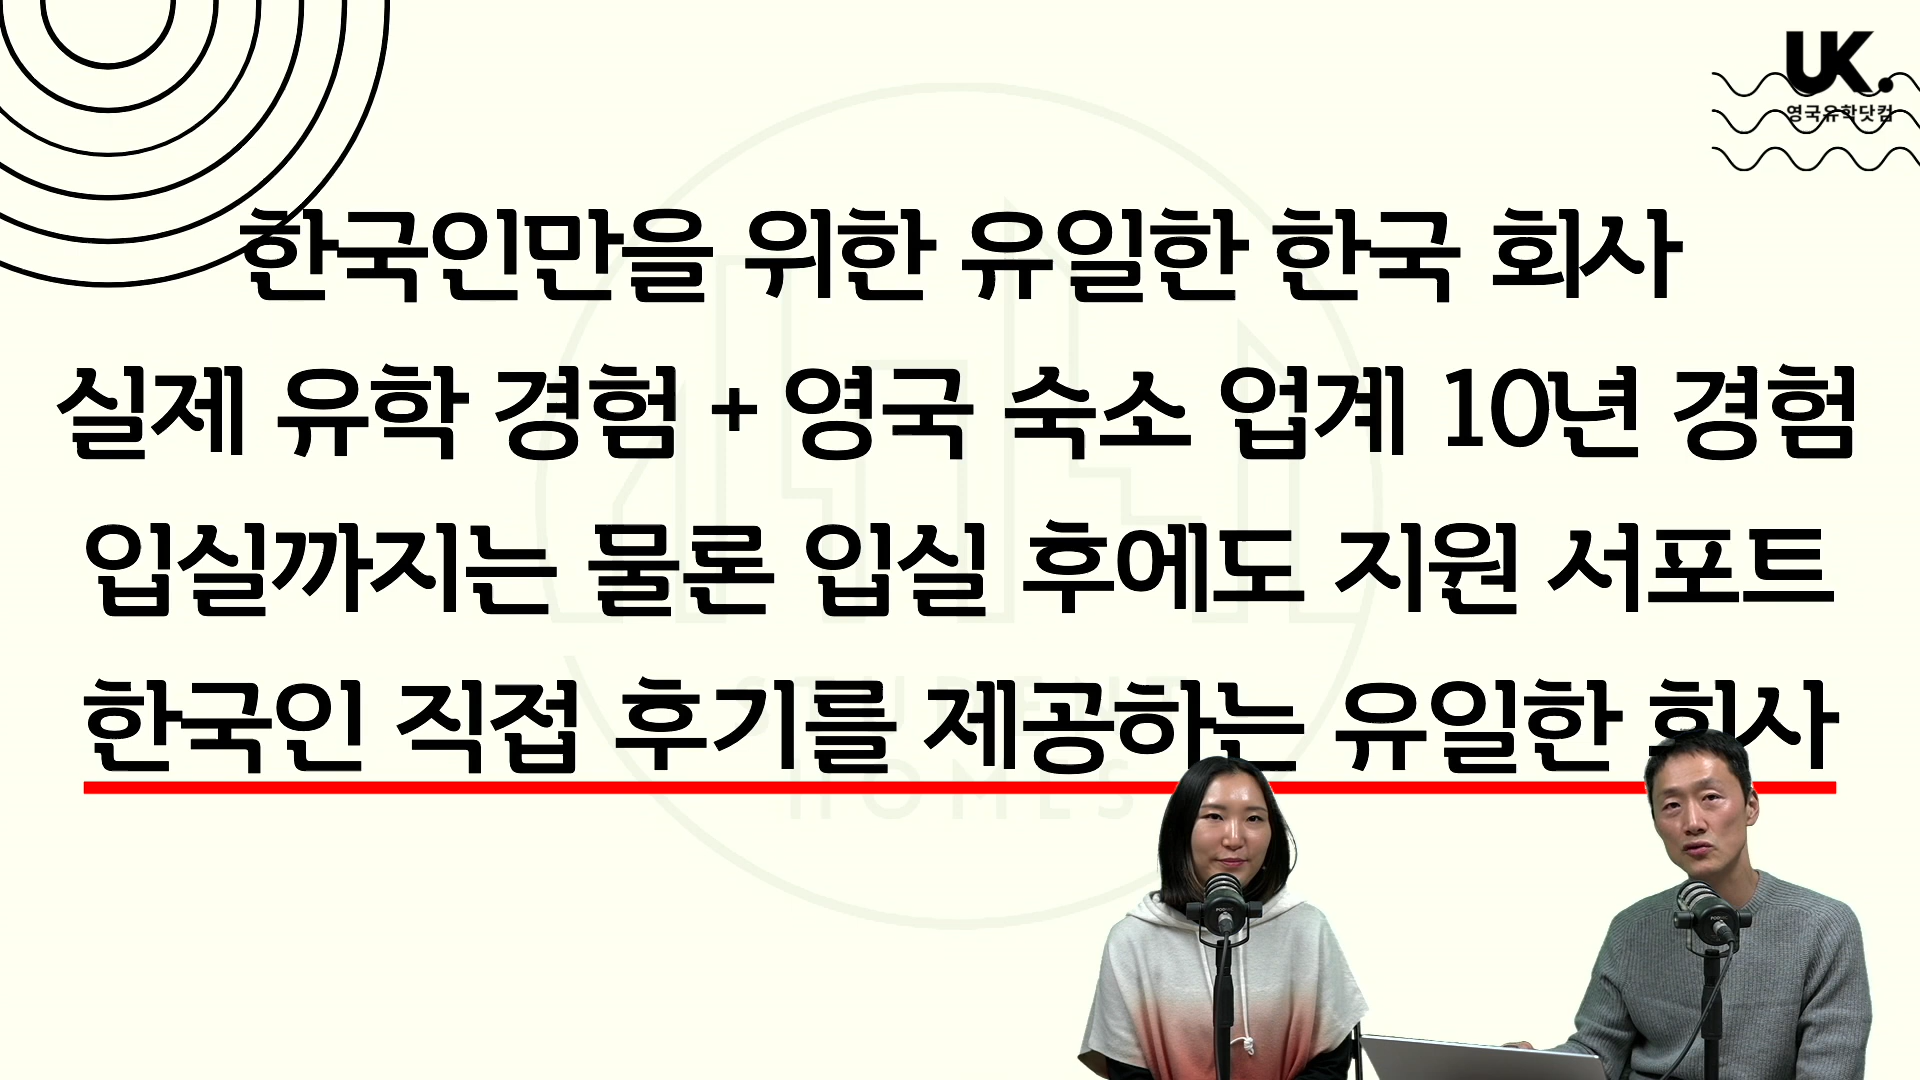 UK.
영국유학닷컴
한국인만을 위한 유일한 한국 회사
실제 유학 경험 + 영국 숙소 업계 10년 경험
입실까지는 물론 입실 후에도 지원 서포트
한국인 직접 후기를 제공하는 유일한 회사
STUDENT
HOMES